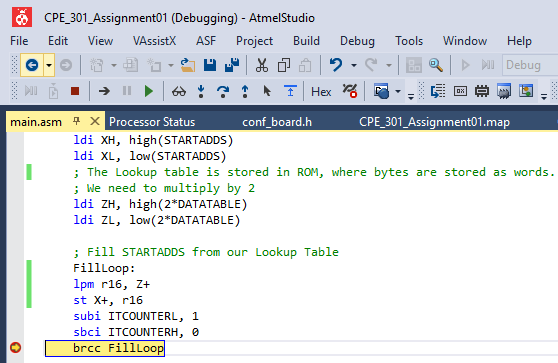 CPE_301_Assignment01 (Debugging) - AtmelStudio
File Edit View VAssistX ASF Project Build Debug Tools Window
Debug
Hex
main.asm Processor Status conf_board.h CPE_301_Assignment01.map
ldi XH, high(STARTADDS)
ldi XL, low(STARTADDS)
; The Lookup table is stored in ROM, where bytes are stored as words.
; We need to multiply by 2
ldi ZH, high(2*DATATABLE)
ldi ZL, low(2*DATATABLE)
; Fill STARTADDS from our Lookup Table
FillLoop:
lpm r16, Z+
st X+, r16
subi ITCOUNTERL, 1
sbci ITCOUNTERH, 0
brcc FillLoop